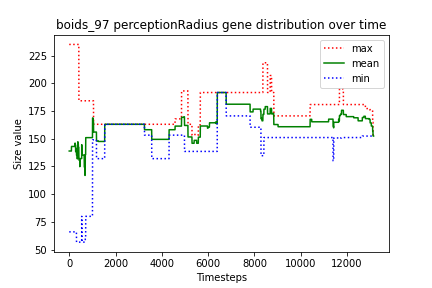 boids_97 perceptionRadius gene distribution over time
max
mean
min
Size value
225
200
175
150
125
100
75
50
0
2000
4000
6000
8000
10000
12000
Timesteps